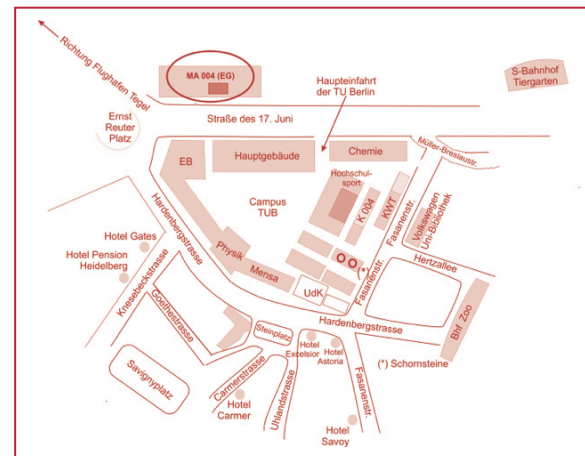 Richtung Flughafen Tegel
MA 004 (EG)
Haupteinfahrt
der TU Berlin
S-Bahnhof
Tiergarten
Ernst
Reuter
Platz
Straße des 17. Juni
Müller-Breslaustr.
EB
Hauptgebäude
Chemie
Hochschul-
sport
Campus
TUB
K 004
KWT
Fasanenstr.
Volkswagen
Uni-Bibliothek
Hardenbergstrasse
Hotel Gates
Hotel Pension
Heidelberg
Physik
Mensa
(*)
Hertzallee
Knesebeckstrasse
Goethestrasse
UdK
Fasanenstr.
Hardenbergstrasse
Bhf Zoo
Steinplatz
Hotel
Excelsior
Hotel
Astoria
(*) Schornsteine
Savignyplatz
Carmerstrasse
Uhlandstrasse
Fasanenstr.
Hotel
Carmer
Hotel
Savoy